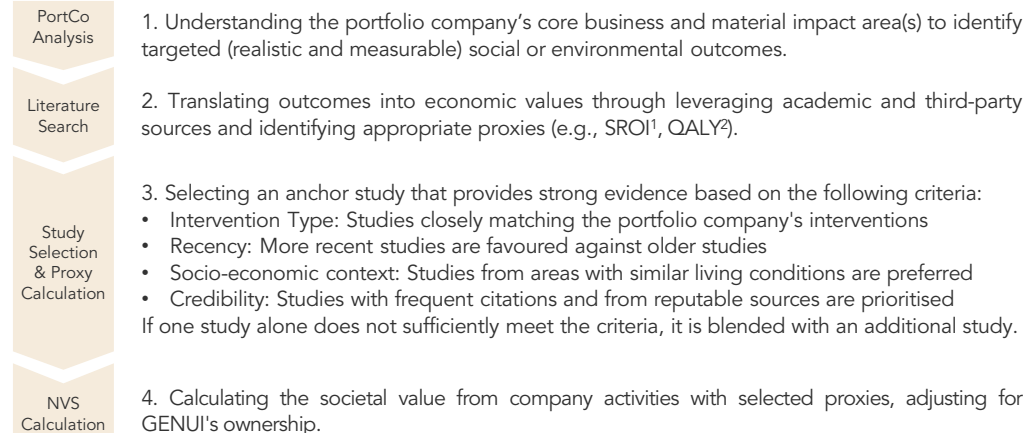 PortCo
Analysis
1. Understanding the portfolio company’s core business and material impact area(s) to identify
targeted (realistic and measurable) social or environmental outcomes.
Literature
Search
2. Translating outcomes into economic values through leveraging academic and third-party
sources and identifying appropriate proxies (e.g., SROI¹, QALY²).
Study
Selection
& Proxy
Calculation
3. Selecting an anchor study that provides strong evidence based on the following criteria:
• Intervention Type: Studies closely matching the portfolio company's interventions
• Recency: More recent studies are favoured against older studies
• Socio-economic context: Studies from areas with similar living conditions are preferred
• Credibility: Studies with frequent citations and from reputable sources are prioritised
If one study alone does not sufficiently meet the criteria, it is blended with an additional study.
NVS
Calculation
4. Calculating the societal value from company activities with selected proxies, adjusting for
GENUI's ownership.